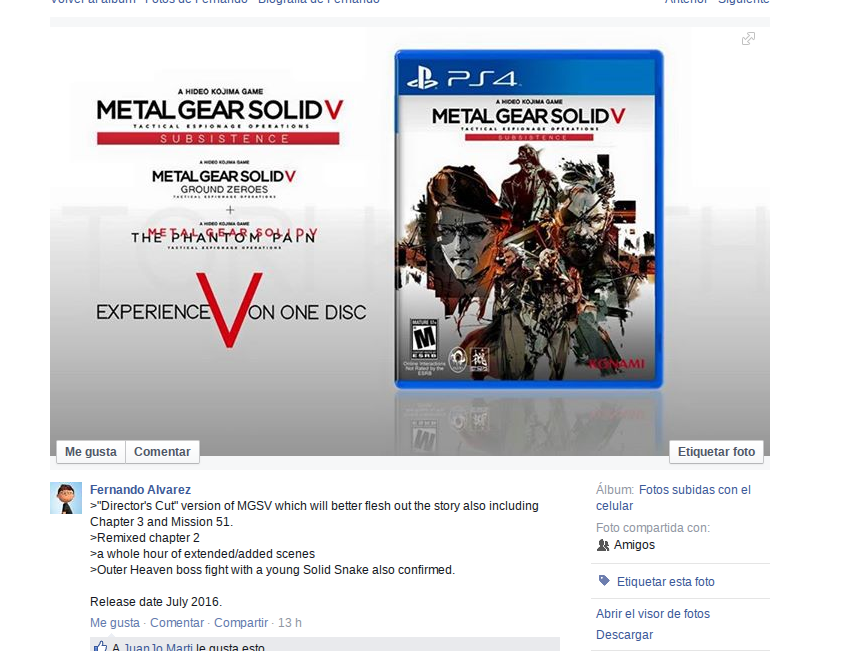 Volver al álbum · Fotos de Fernando · Biografía de Fernando
Anterior · Siguiente
A HIDEO KOJIMA GAME
METAL GEAR SOLID V
TACTICAL ESPIONAGE OPERATIONS
SUBSISTENCE
A HIDEO KOJIMA GAME
METAL GEAR SOLID V
GROUND ZEROES
TACTICAL ESPIONAGE OPERATIONS
+
A HIDEO KOJIMA GAME
METAL GEAR SOLID V
THE PHANTOM PAIN
TACTICAL ESPIONAGE OPERATIONS
EXPERIENCE V ON ONE DISC
PS4
A HIDEO KOJIMA GAME
METAL GEAR SOLID V
TACTICAL ESPIONAGE OPERATIONS
SUBSISTENCE
MATURE 17+
M
ESRB
Online Interactions
Not Rated by the
ESRB
KONAMI
Me gusta
Comentar
Etiquetar foto
Fernando Alvarez
>"Director's Cut" version of MGSV which will better flesh out the story also including
Chapter 3 and Mission 51.
>Remixed chapter 2
>a whole hour of extended/added scenes
>Outer Heaven boss fight with a young Solid Snake also confirmed.
Release date July 2016.
Me gusta · Comentar · Compartir · 13 h
A JuanJo Marti le gusta esto.
Álbum: Fotos subidas con el
celular
Foto compartida con:
Amigos
Etiquetar esta foto
Abrir el visor de fotos
Descargar